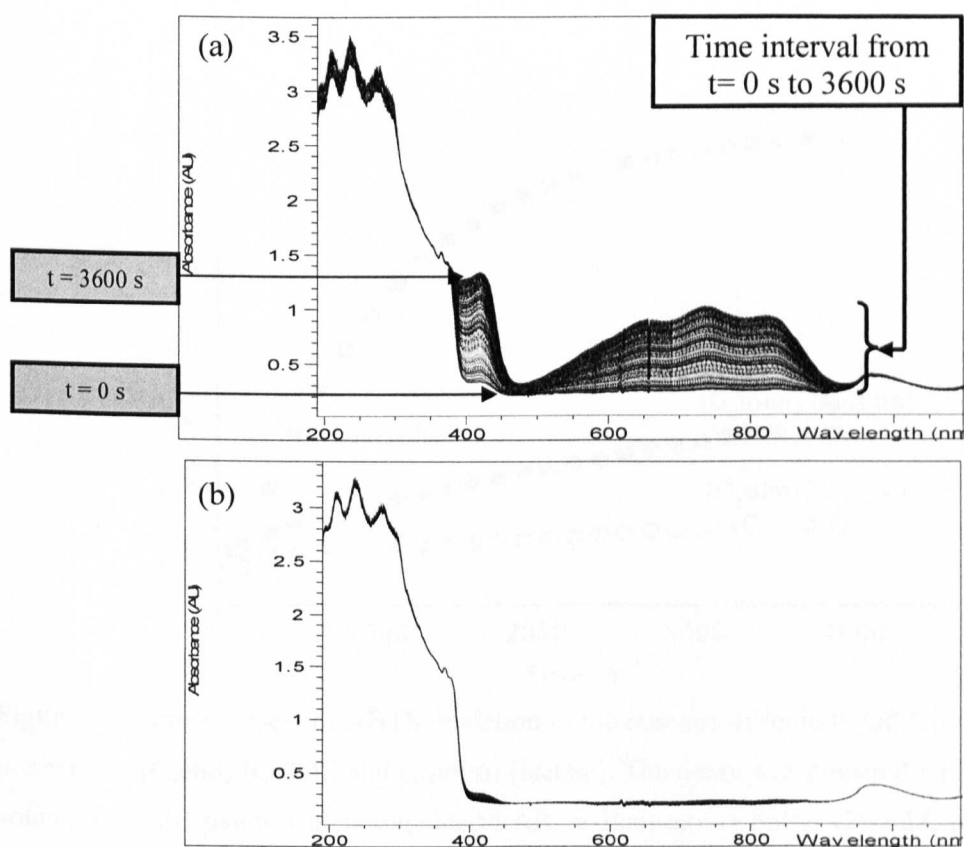 (a)
Time interval from
t= 0 s to 3600 s
3.5
3
2.5
2
1.5
1
0.5
Absorbance (AU)
t = 3600 s
t = 0 s
200 400 600 800 Wavelength (nm
(b)
3
2.5
2
1.5
1
0.5
Absorbance (AU)
200 400 600 800 Wavelength (nm